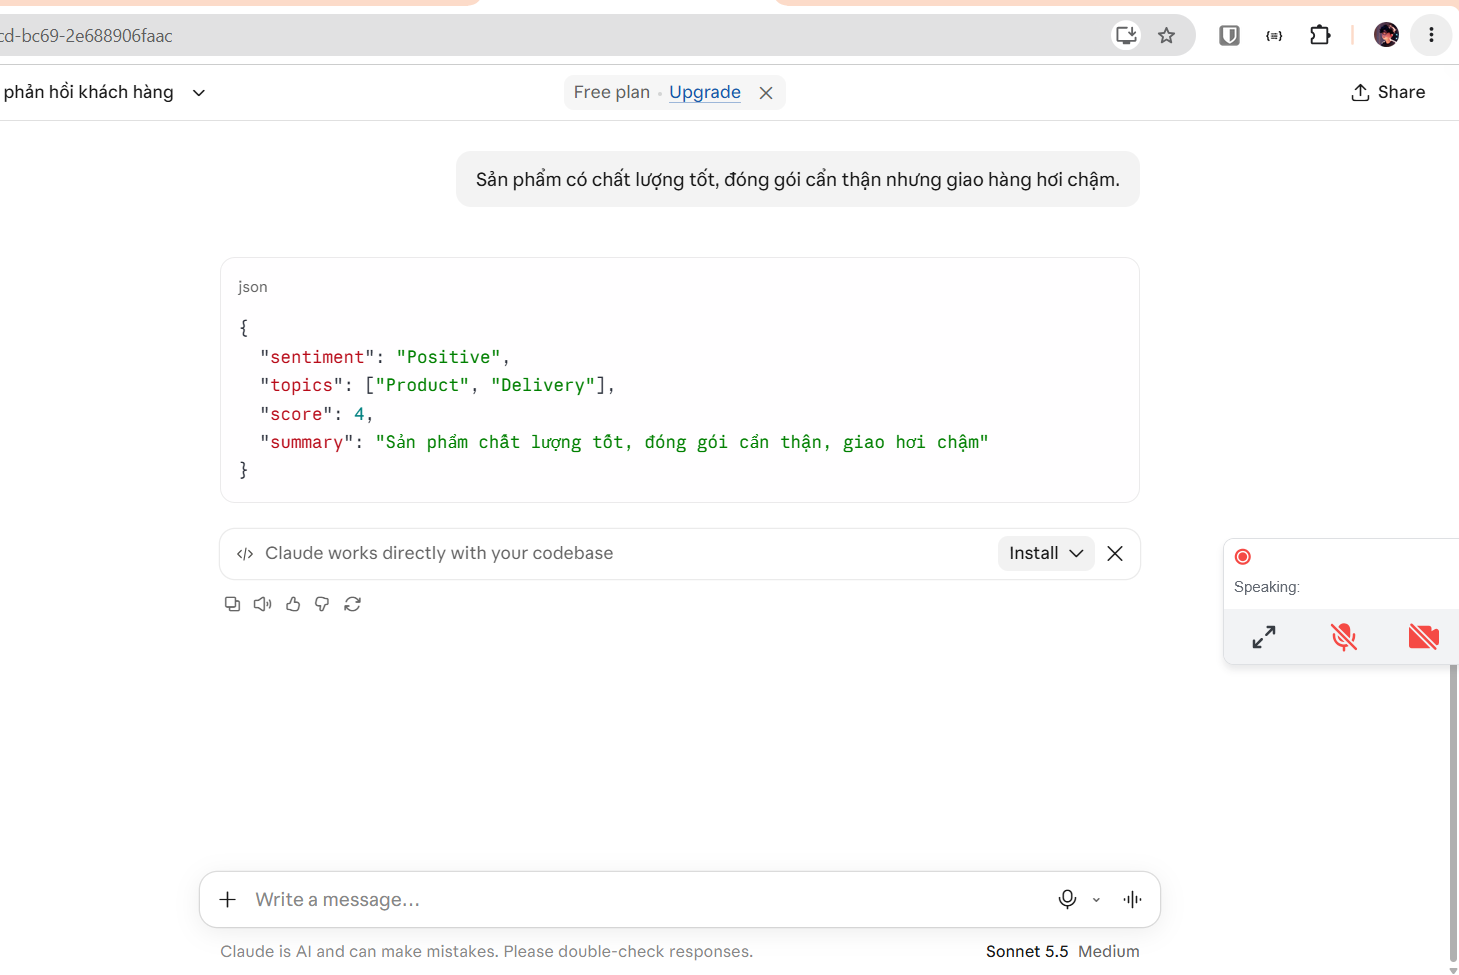 cd-bc69-2e688906faac
phản hồi khách hàng
Free plan · Upgrade
Share
Sản phẩm có chất lượng tốt, đóng gói cẩn thận nhưng giao hàng hơi chậm.
json
{
"sentiment": "Positive",
"topics": ["Product", "Delivery"],
"score": 4,
"summary": "Sản phẩm chất lượng tốt, đóng gói cẩn thận, giao hơi chậm"
}
</> Claude works directly with your codebase
Install
Speaking:
Write a message...
Claude is AI and can make mistakes. Please double-check responses.
Sonnet 5.5 Medium